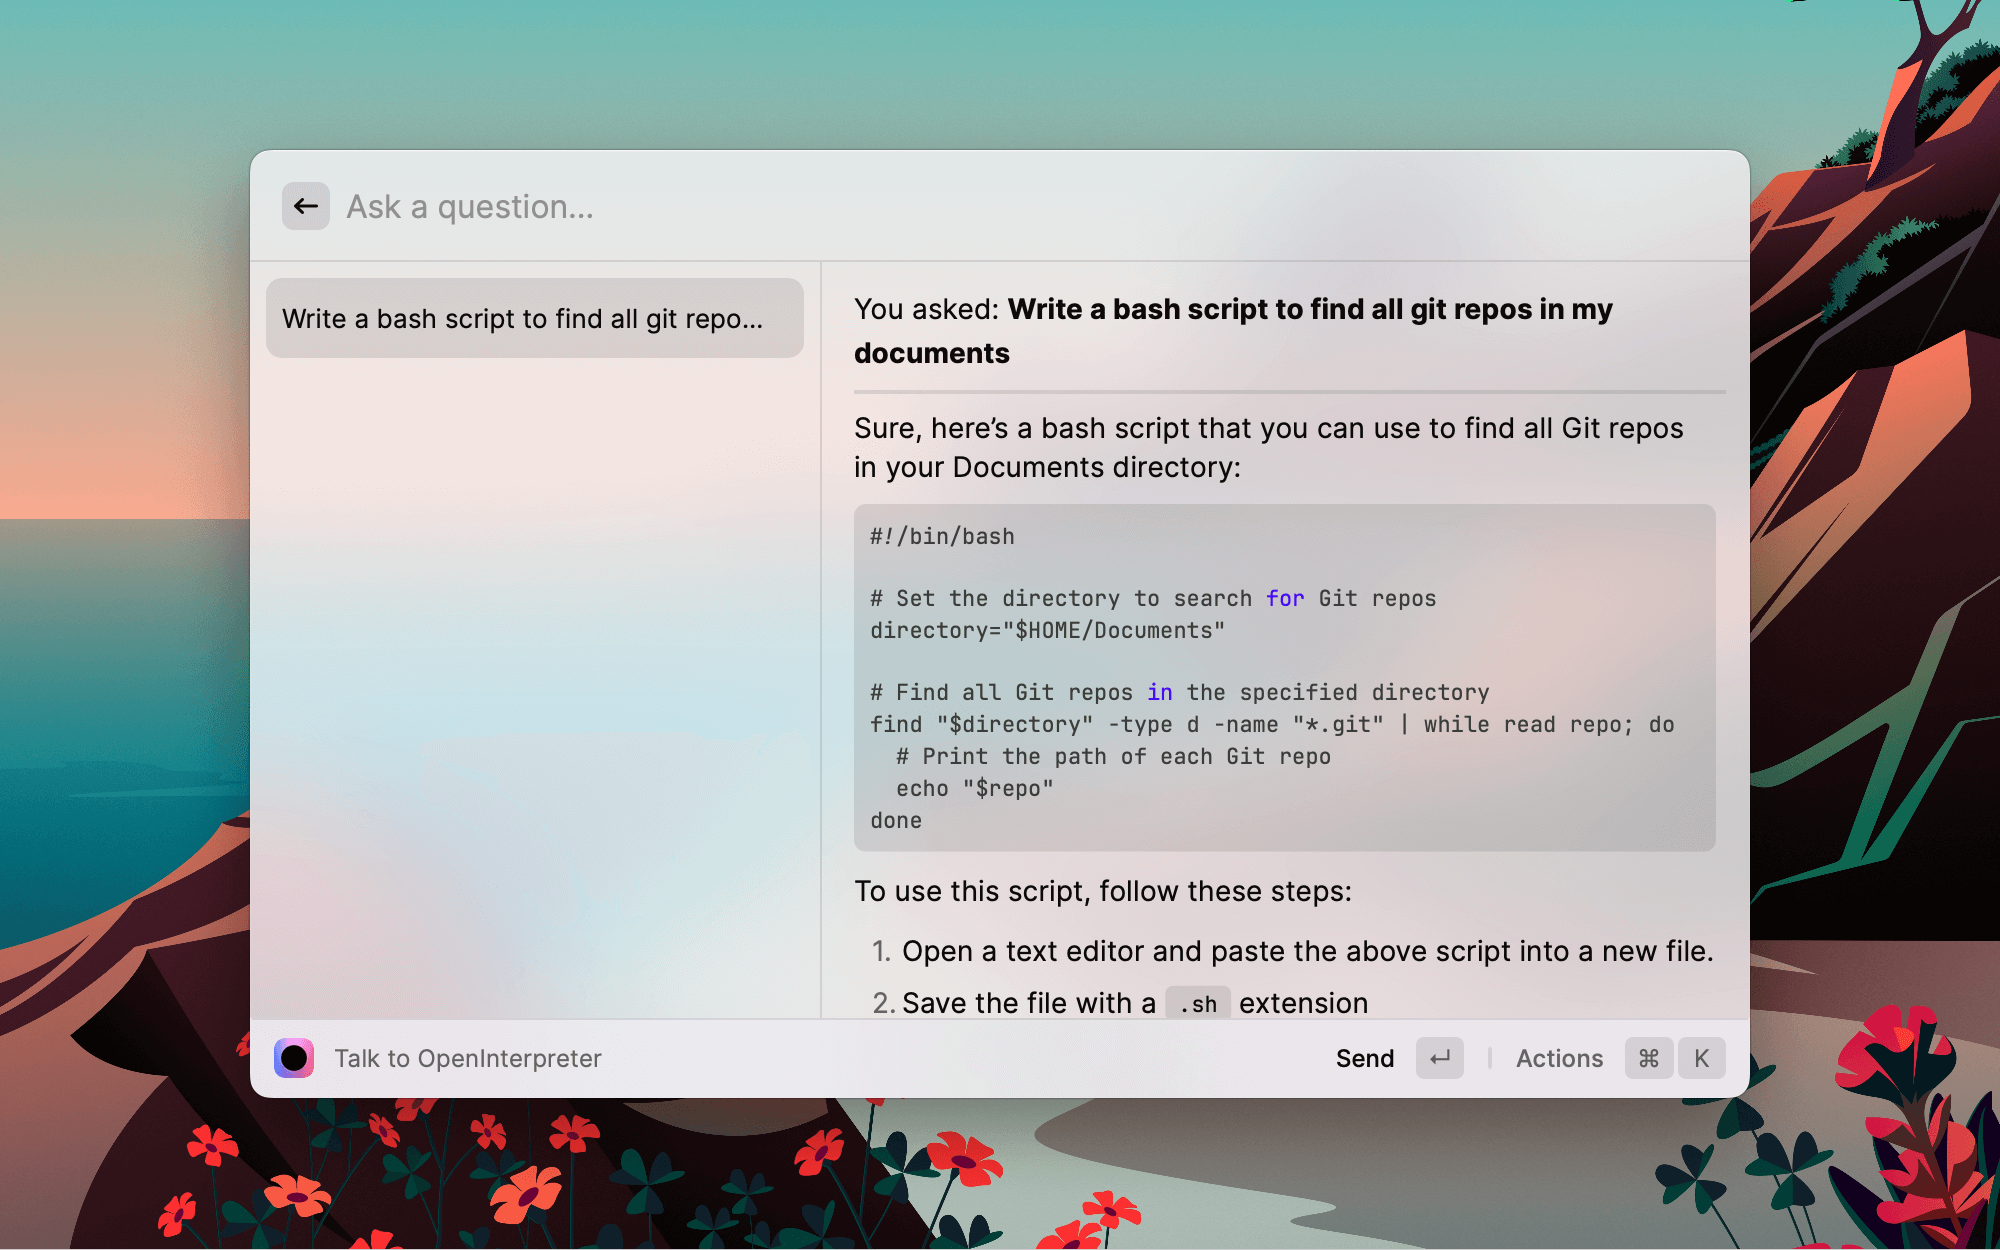 Ask a question...
Write a bash script to find all git repo...
You asked: Write a bash script to find all git repos in my
documents
Sure, here’s a bash script that you can use to find all Git repos
in your Documents directory:
#!/bin/bash
# Set the directory to search for Git repos
directory="$HOME/Documents"
# Find all Git repos in the specified directory
find "$directory" -type d -name "*.git" | while read repo; do
  # Print the path of each Git repo
  echo "$repo"
done
To use this script, follow these steps:
1. Open a text editor and paste the above script into a new file.
2. Save the file with a .sh extension
Talk to OpenInterpreter
Send ↵ | Actions ⌘ K